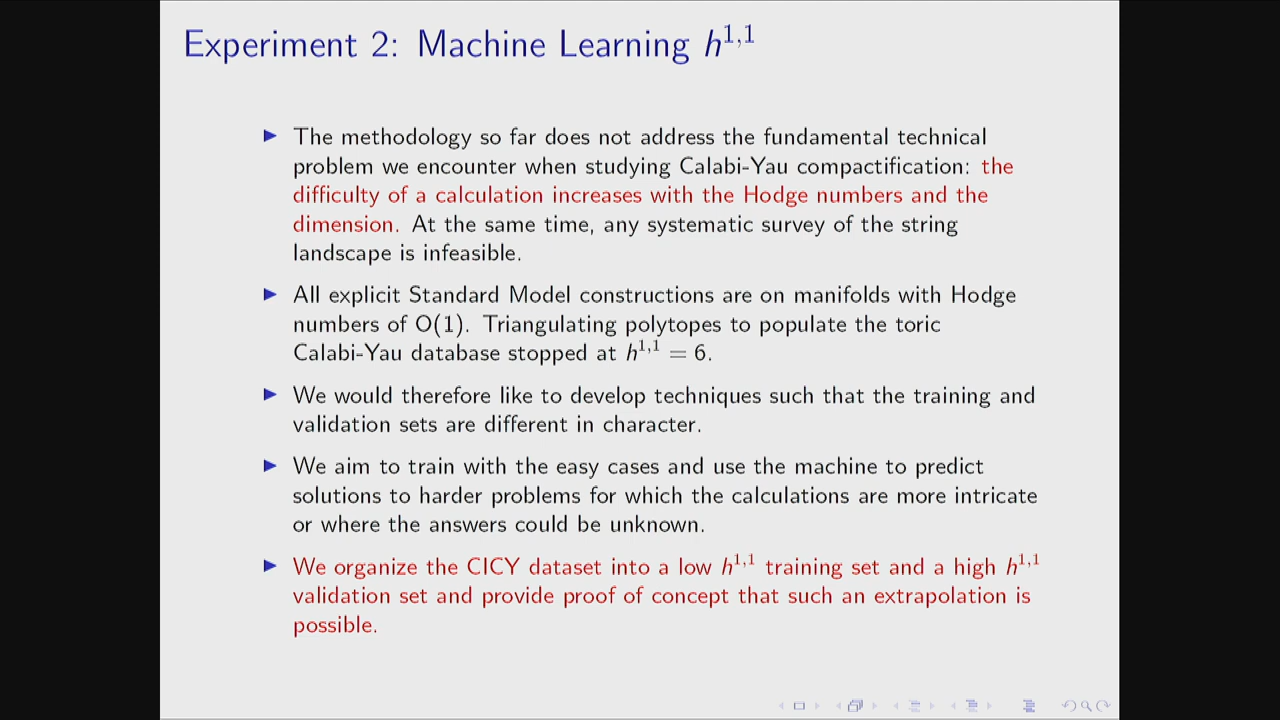 Experiment 2: Machine Learning h^{1,1}
▶ The methodology so far does not address the fundamental technical
problem we encounter when studying Calabi-Yau compactification: the
difficulty of a calculation increases with the Hodge numbers and the
dimension. At the same time, any systematic survey of the string
landscape is infeasible.
▶ All explicit Standard Model constructions are on manifolds with Hodge
numbers of O(1). Triangulating polytopes to populate the toric
Calabi-Yau database stopped at h^{1,1} = 6.
▶ We would therefore like to develop techniques such that the training and
validation sets are different in character.
▶ We aim to train with the easy cases and use the machine to predict
solutions to harder problems for which the calculations are more intricate
or where the answers could be unknown.
▶ We organize the CICY dataset into a low h^{1,1} training set and a high h^{1,1}
validation set and provide proof of concept that such an extrapolation is
possible.